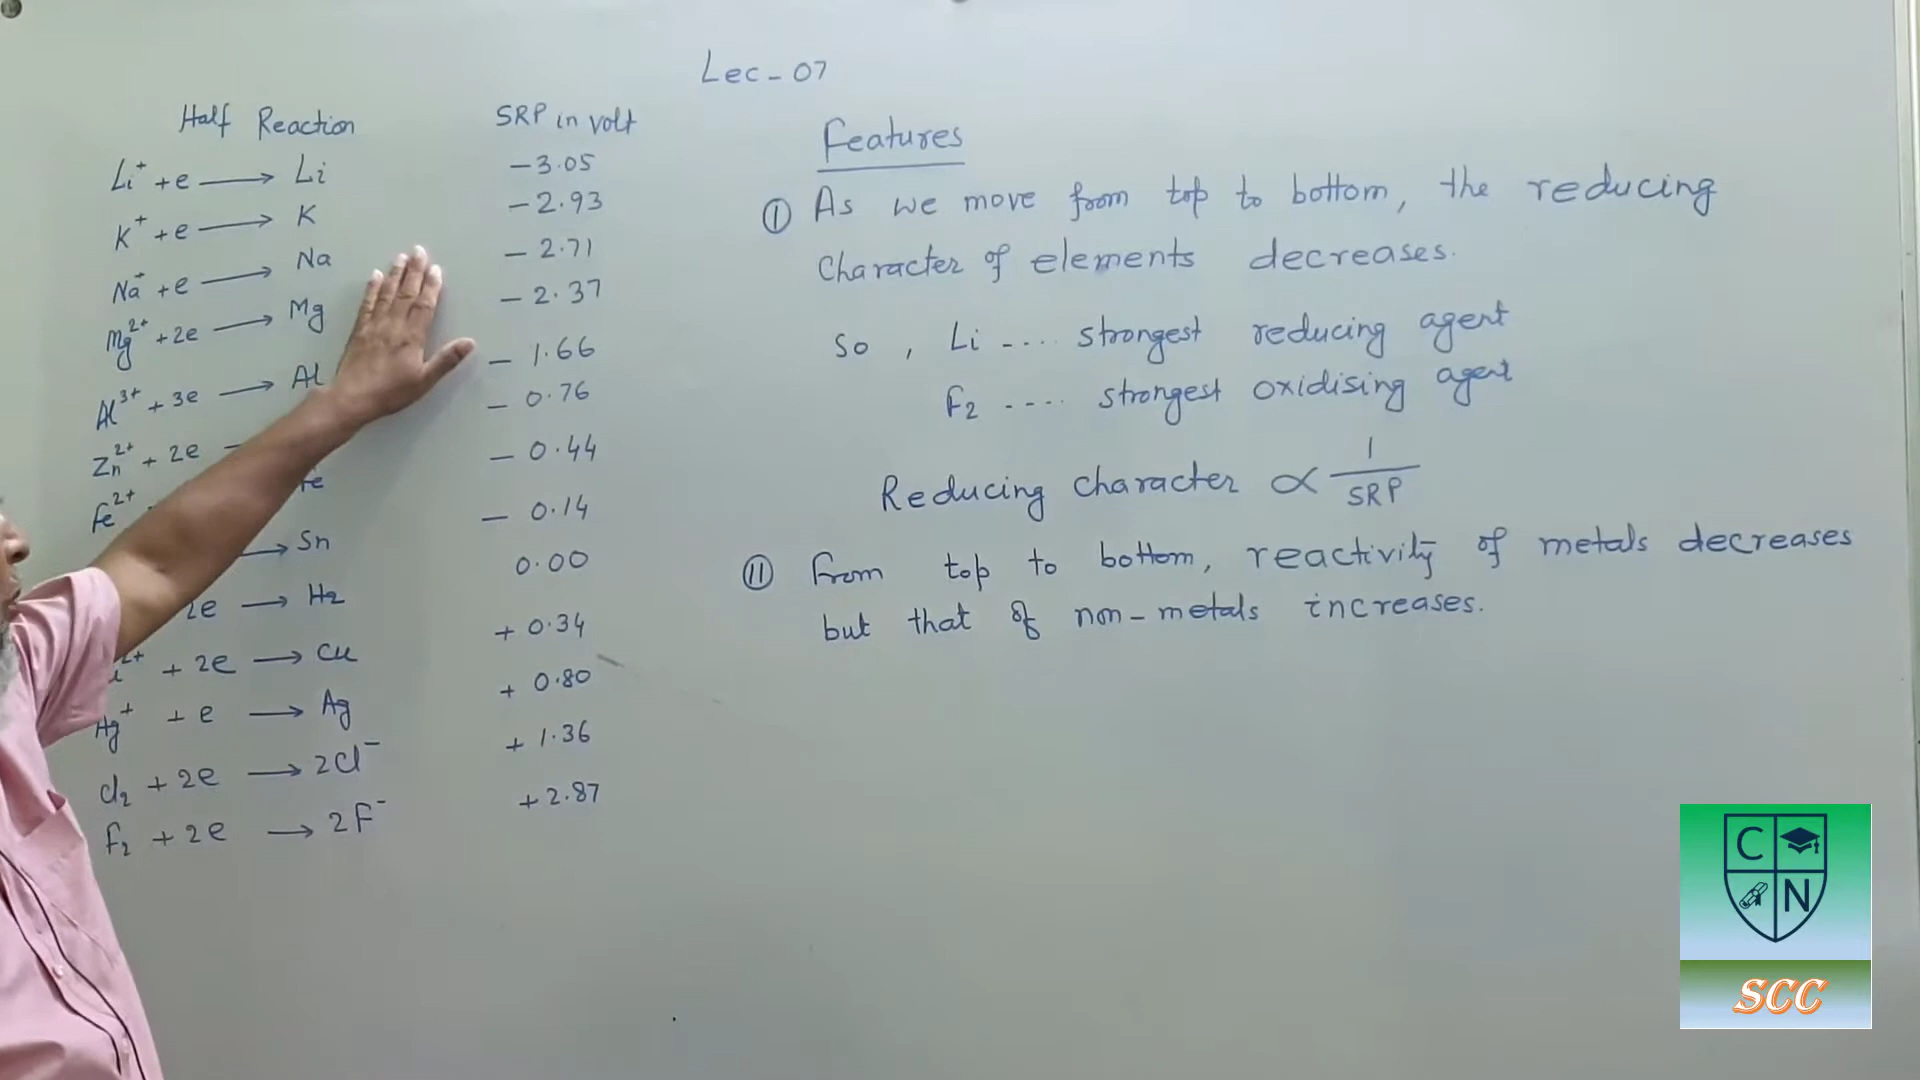 Lec - 07
Half Reaction SRP in volt
Li⁺ + e ⟶ Li - 3.05
K⁺ + e ⟶ K - 2.93
Na⁺ + e ⟶ Na - 2.71
Mg²⁺ + 2e ⟶ Mg - 2.37
Al³⁺ + 3e ⟶ Al - 1.66
Zn²⁺ + 2e - 0.76
Fe²⁺ Fe - 0.44
⟶ Sn - 0.14
2e ⟶ H2 0.00
2+ + 2e ⟶ Cu + 0.34
Hg⁺ + e ⟶ Ag + 0.80
Cl₂ + 2e ⟶ 2Cl⁻ + 1.36
F₂ + 2e ⟶ 2F⁻ + 2.87
Features
① As we move from top to bottom, the reducing
Character of elements decreases.
So , Li -.... strongest reducing agent
F₂ .... strongest oxidising agent
Reducing character ∝ 1/SRP
⑪ From top to bottom, reactivity of metals decreases
but that of non-metals increases.
C
N
SCC